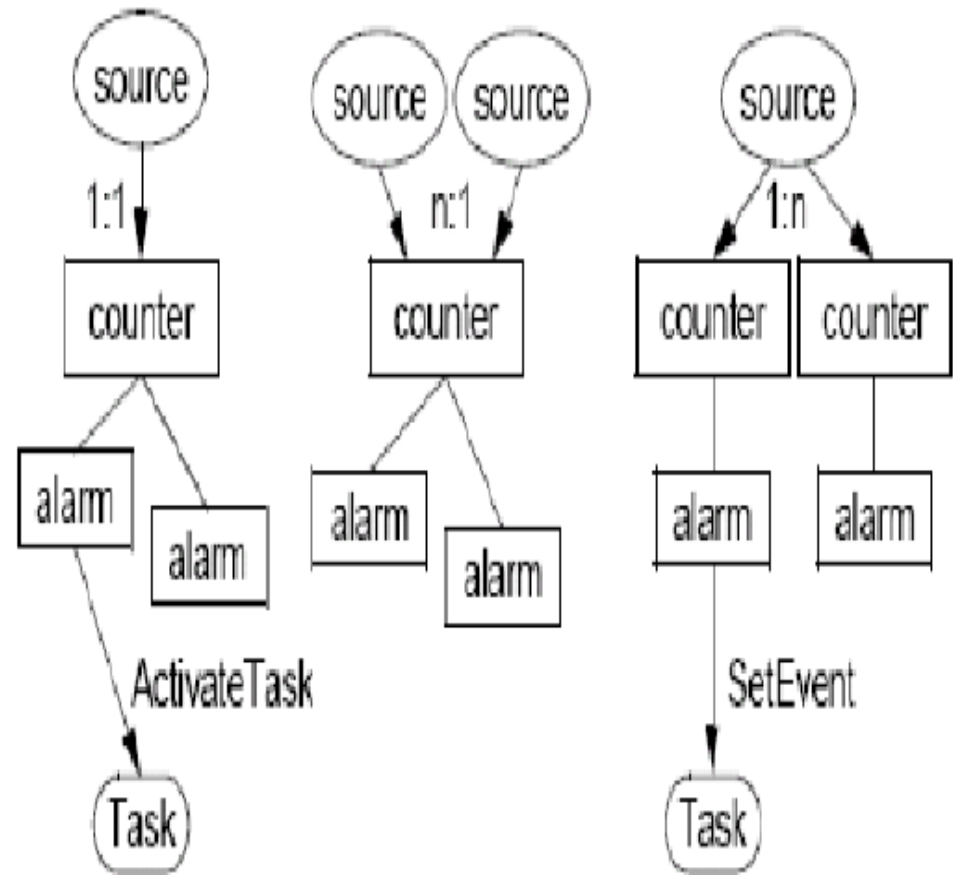 source
source
source
source
1:1
n:1
1:n
counter
counter
counter
counter
alarm
alarm
alarm
alarm
alarm
alarm
ActivateTask
SetEvent
Task
Task